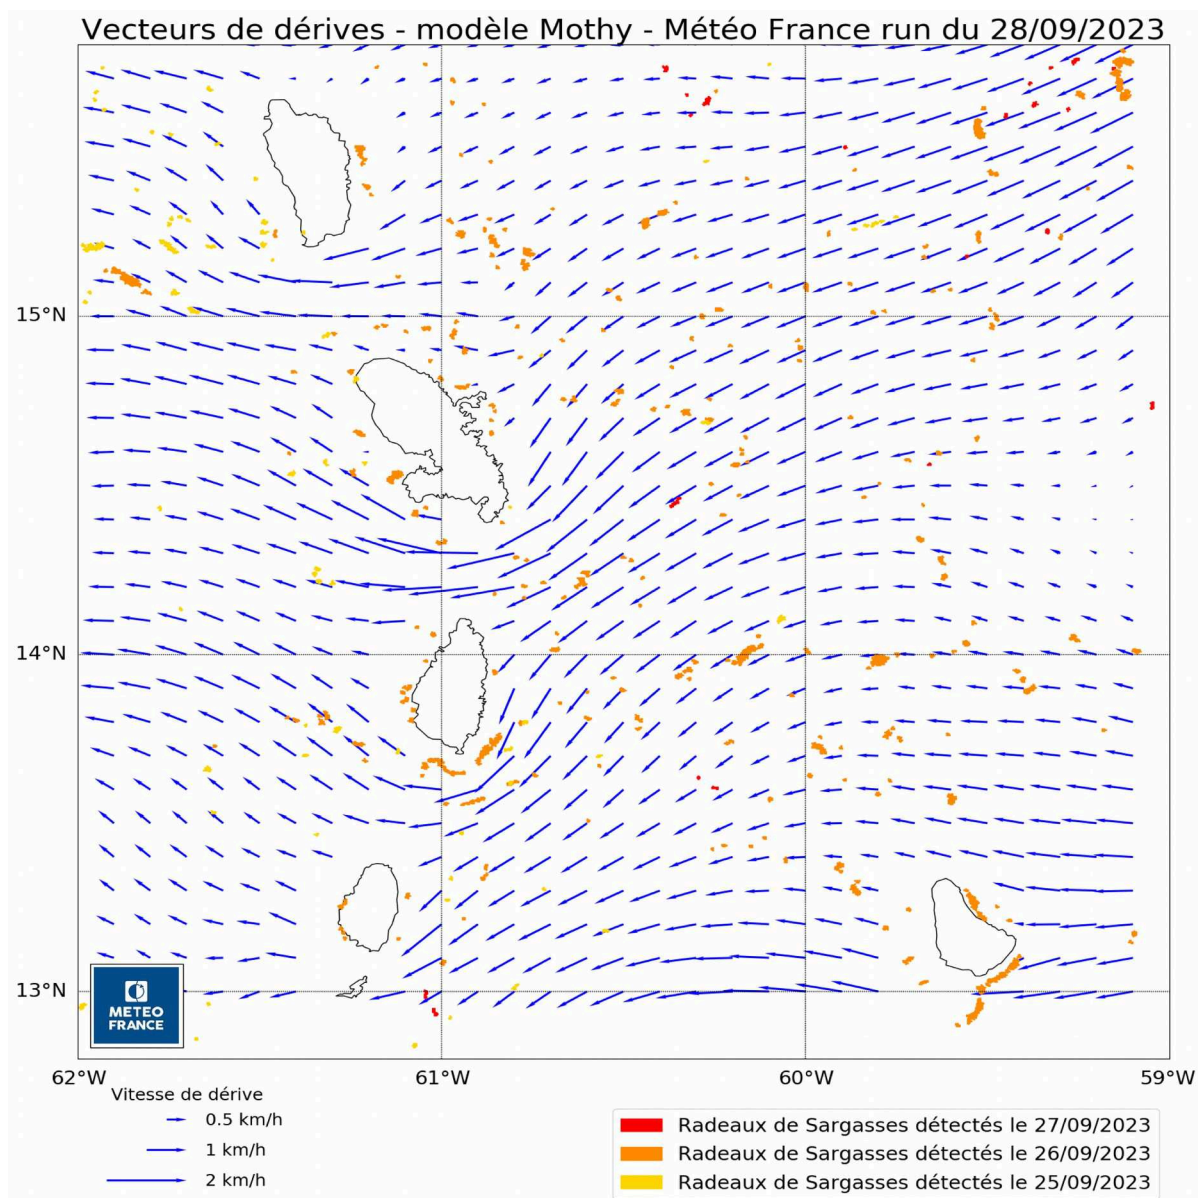 Vecteurs de dérives - modèle Mothy - Météo France run du 28/09/2023
15°N
14°N
13°N
METEO
FRANCE
62°W
61°W
60°W
59°W
Vitesse de dérive
0.5 km/h
1 km/h
2 km/h
Radeaux de Sargasses détectés le 27/09/2023
Radeaux de Sargasses détectés le 26/09/2023
Radeaux de Sargasses détectés le 25/09/2023